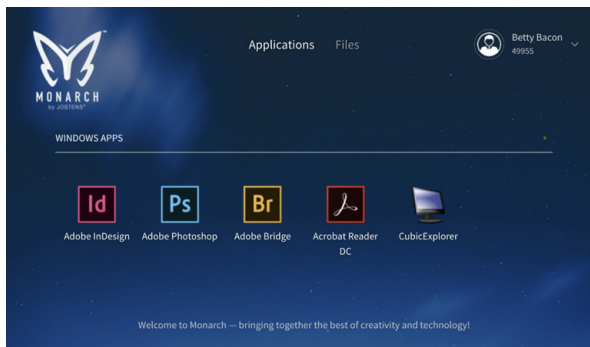 MONARCH
by JOSTENS®
Applications Files
Betty Bacon
49955
WINDOWS APPS
Id Ps Br
Adobe InDesign Adobe Photoshop Adobe Bridge Acrobat Reader CubicExplorer
DC
Welcome to Monarch — bringing together the best of creativity and technology!